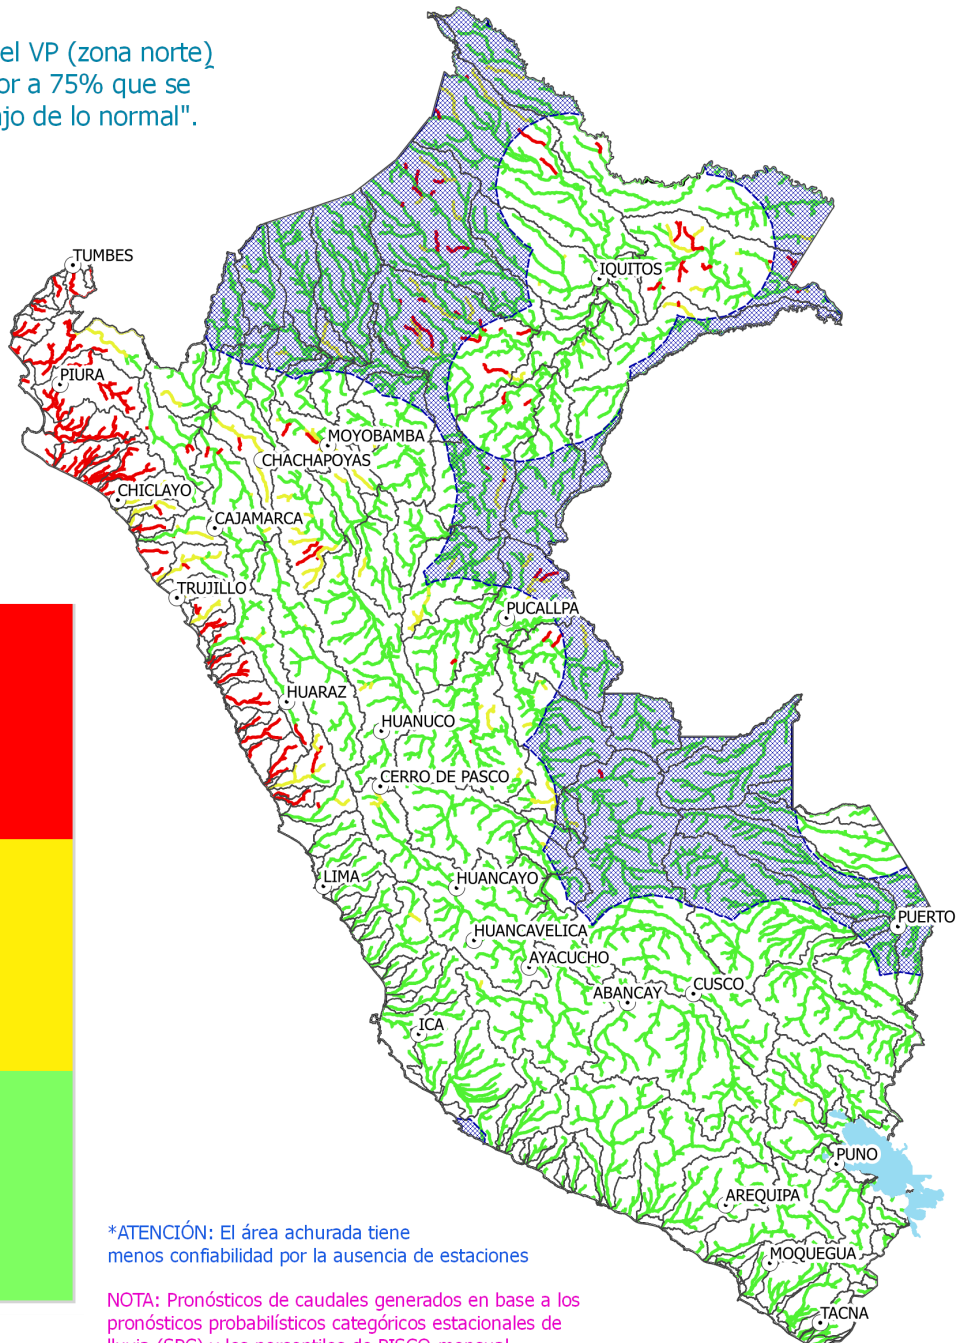 el VP (zona norte)
or a 75% que se
ajo de lo normal".
TUMBES
IQUITOS
PIURA
MOYOBAMBA
CHACHAPOYAS
CHICLAYO
CAJAMARCA
TRUJILLO
PUCALLPA
HUARAZ
HUANUCO
CERRO DE PASCO
LIMA
HUANCAYO
PUERTO
HUANCAVELICA
AYACUCHO
ABANCAY
CUSCO
ICA
PUNO
AREQUIPA
MOQUEGUA
TACNA
*ATENCIÓN: El área achurada tiene
menos confiabilidad por la ausencia de estaciones
NOTA: Pronósticos de caudales generados en base a los
pronósticos probabilísticos categóricos estacionales de